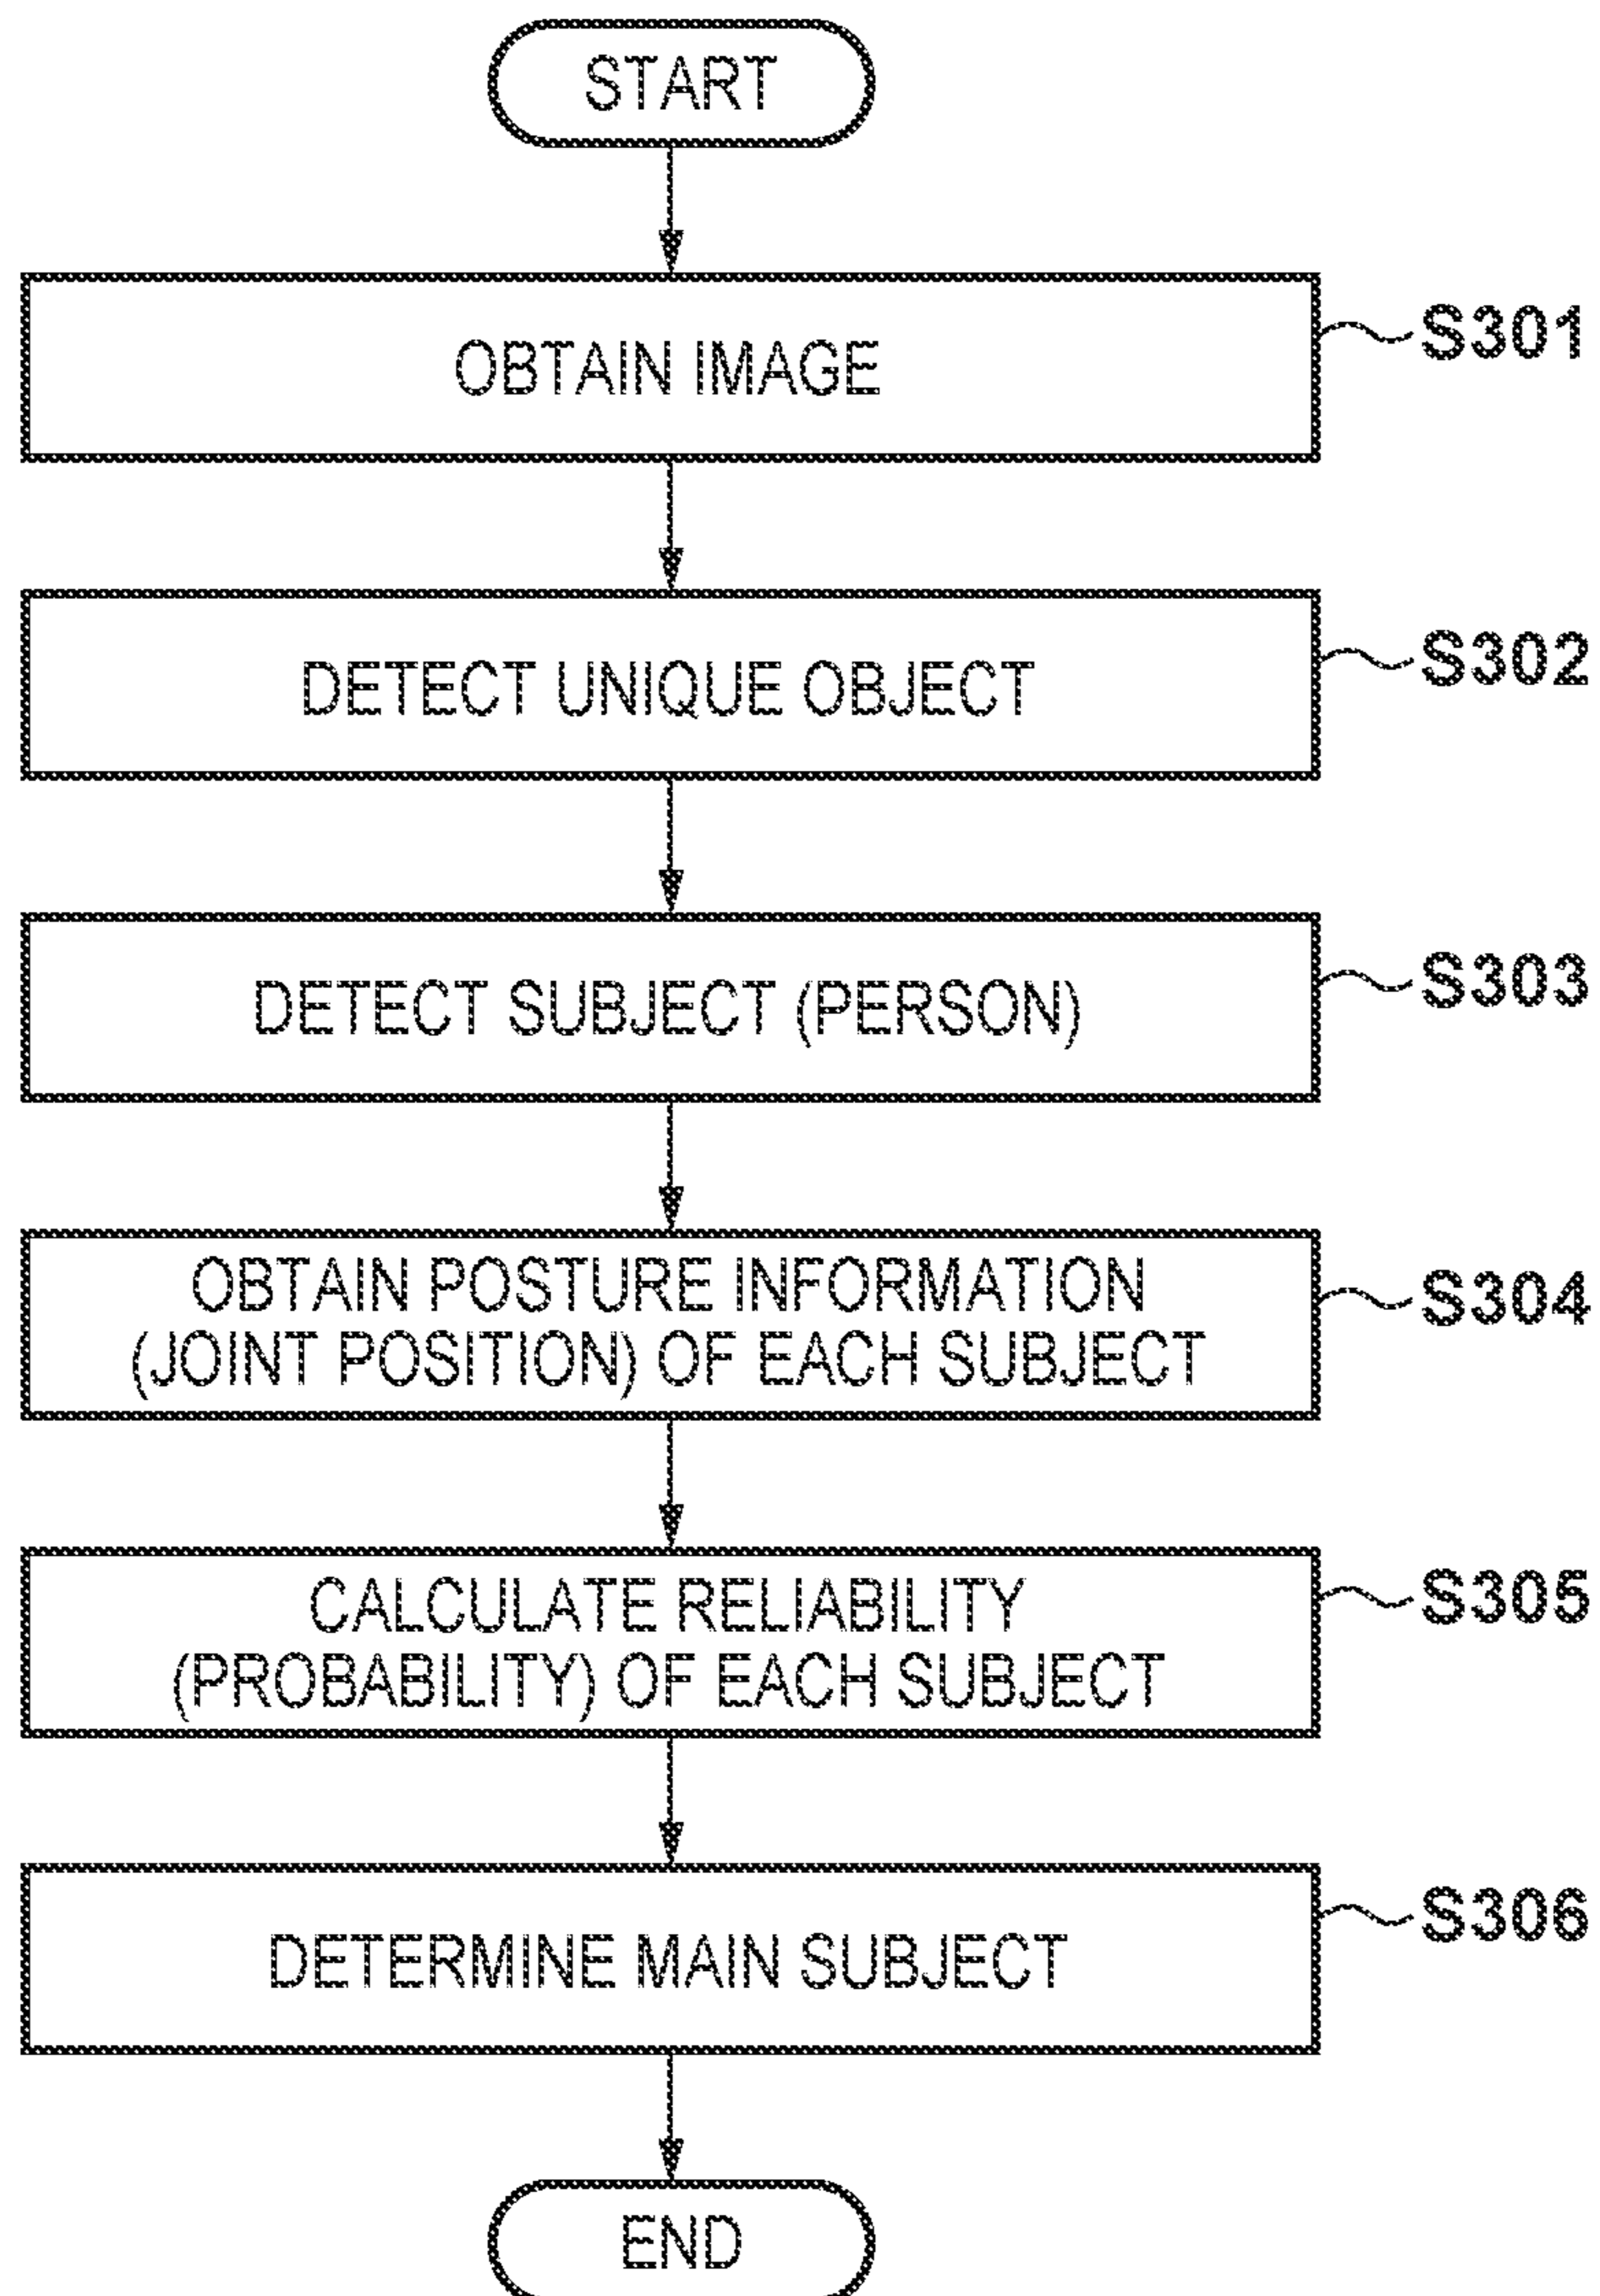 START
OBTAIN IMAGE
S301
DETECT UNIQUE OBJECT
S302
DETECT SUBJECT (PERSON)
S303
OBTAIN POSTURE INFORMATION
(JOINT POSITION) OF EACH SUBJECT
S304
CALCULATE RELIABILITY
(PROBABILITY) OF EACH SUBJECT
S305
DETERMINE MAIN SUBJECT
S306
END